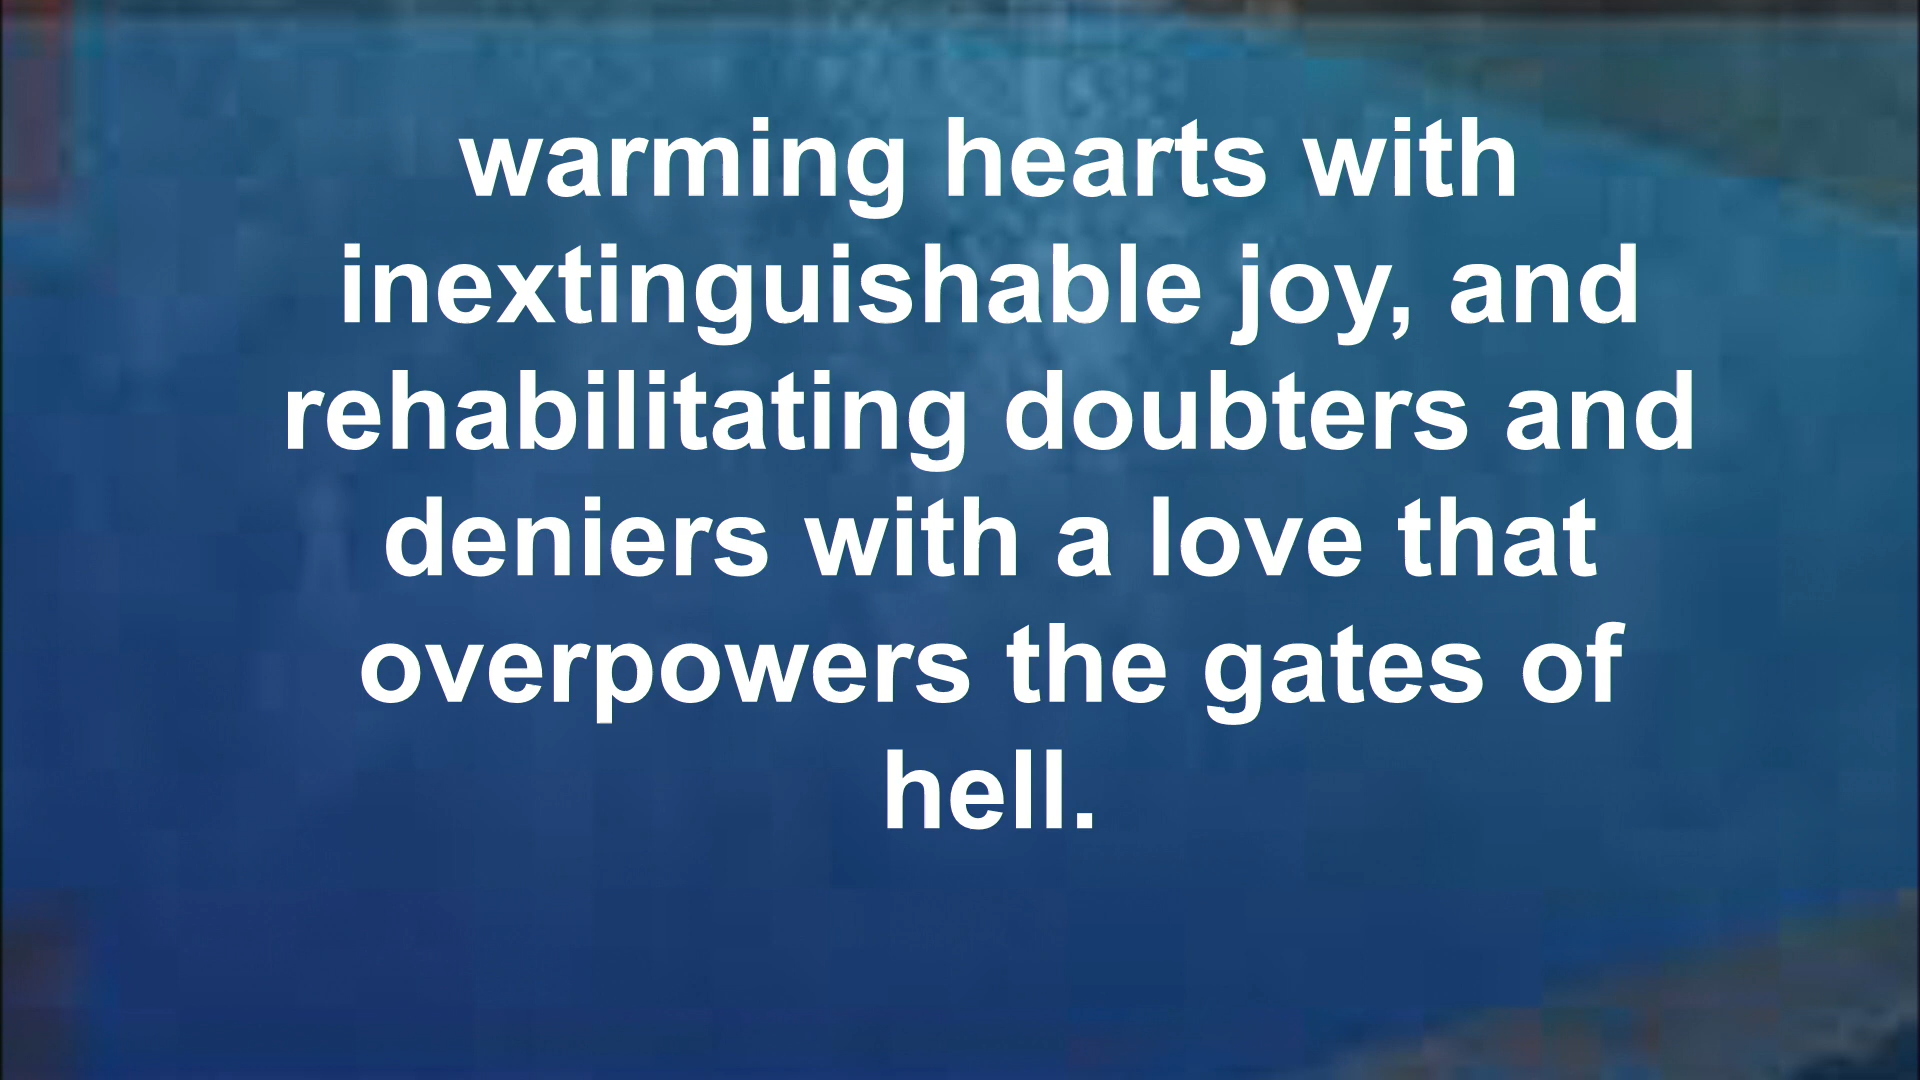 warming hearts with
inextinguishable joy, and
rehabilitating doubters and
deniers with a love that
overpowers the gates of
hell.